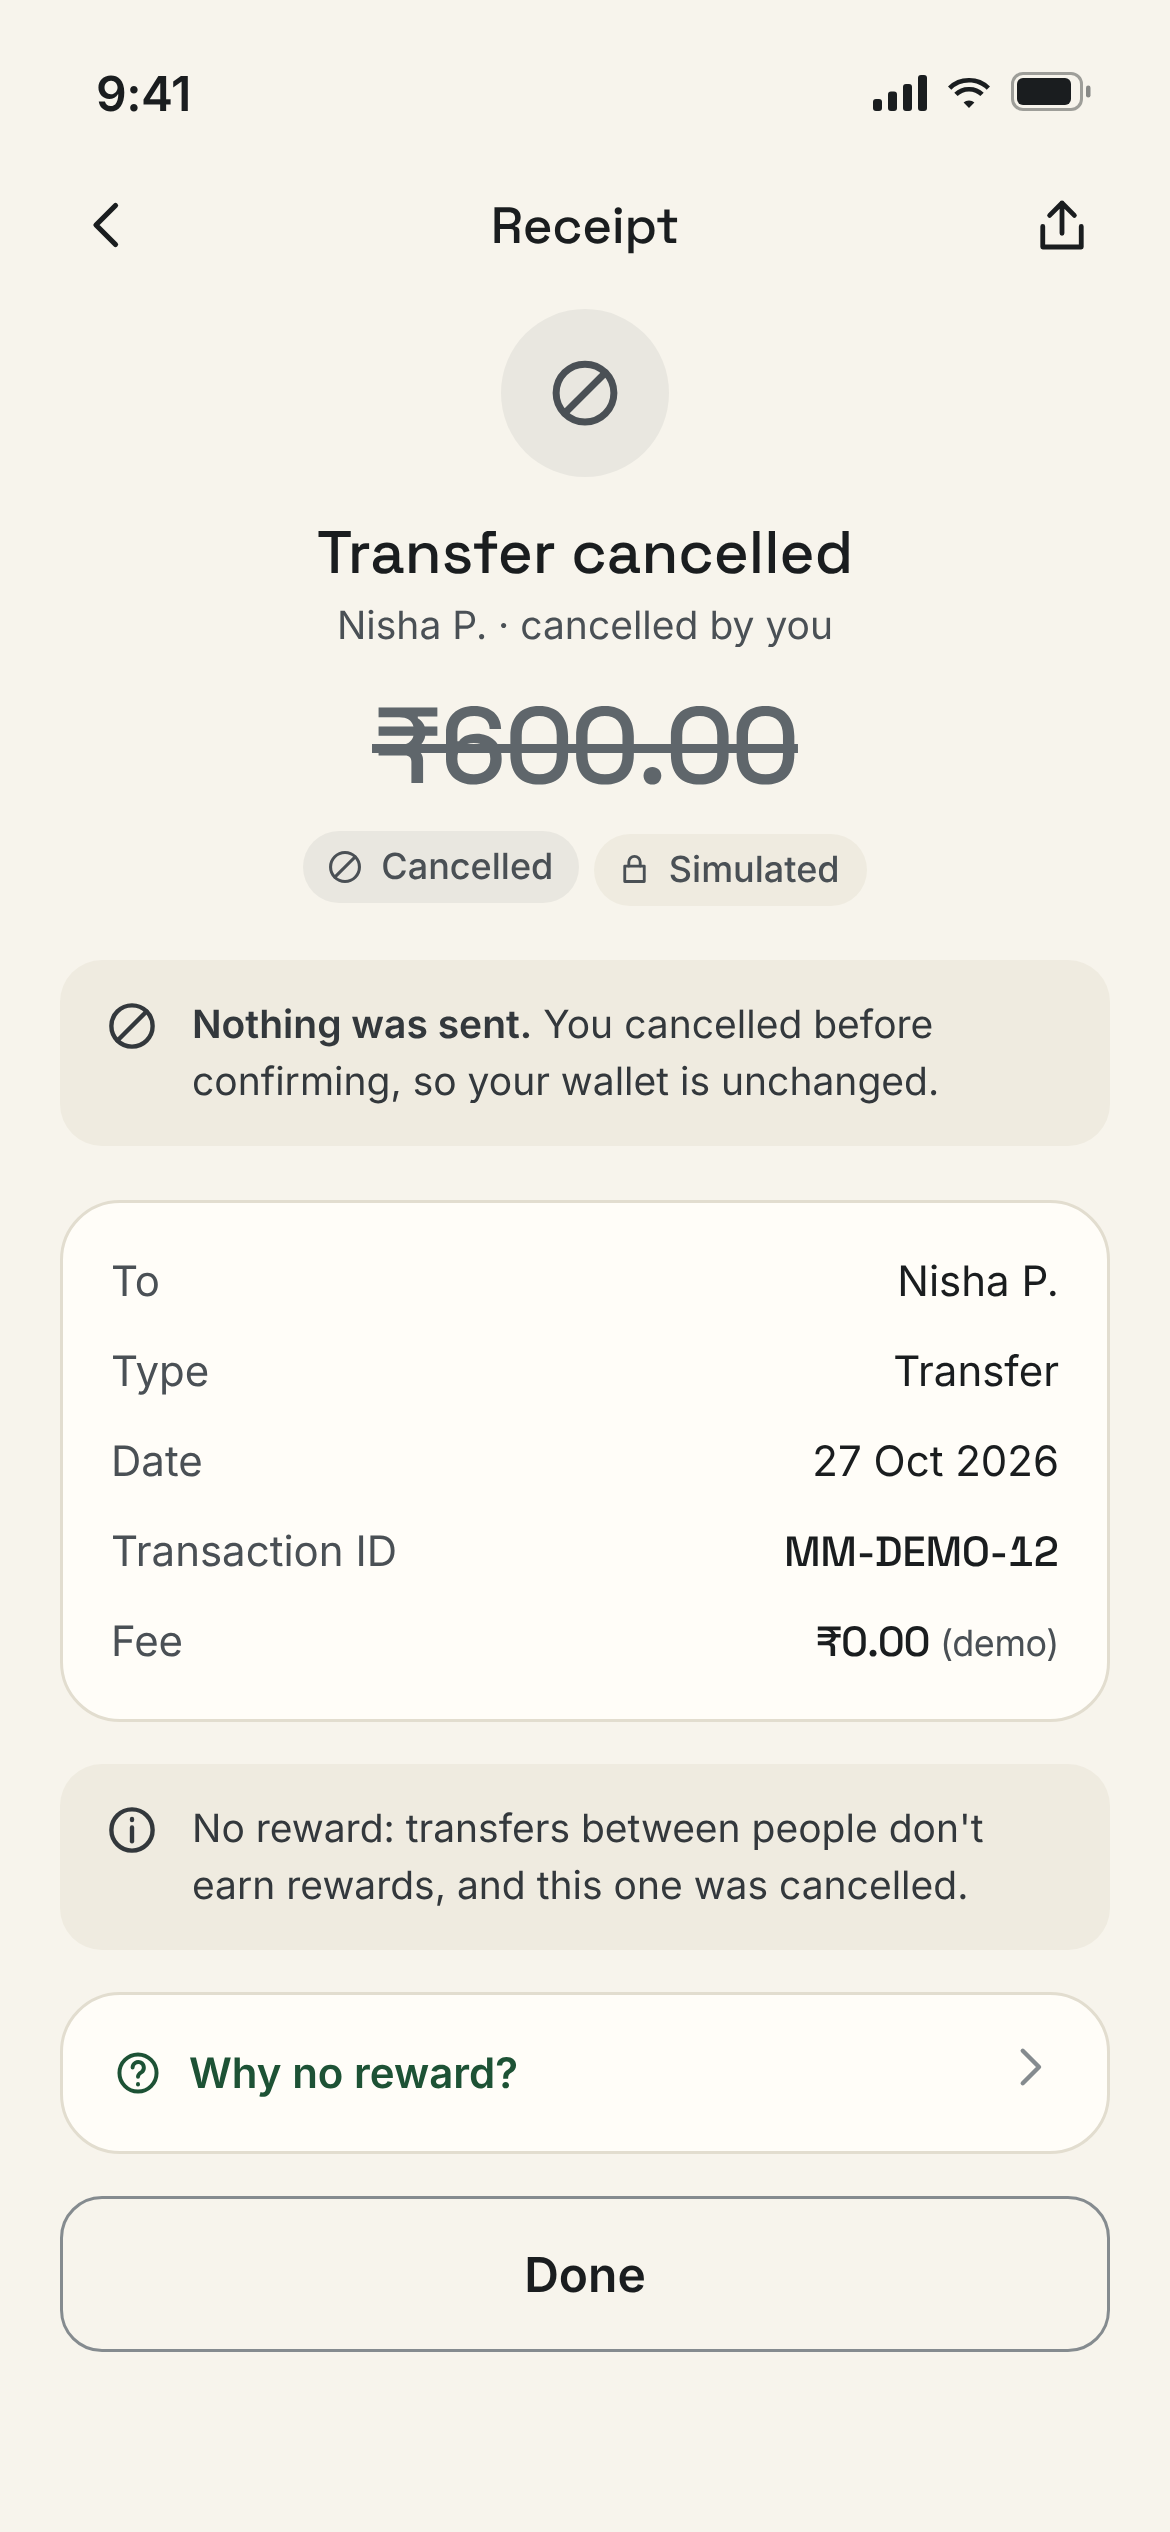 9:41
Receipt
Transfer cancelled
Nisha P. · cancelled by you
₹600.00
Cancelled
Simulated
Nothing was sent. You cancelled before
confirming, so your wallet is unchanged.
To Nisha P.
Type Transfer
Date 27 Oct 2026
Transaction ID MM-DEMO-12
Fee ₹0.00 (demo)
No reward: transfers between people don't
earn rewards, and this one was cancelled.
Why no reward?
Done